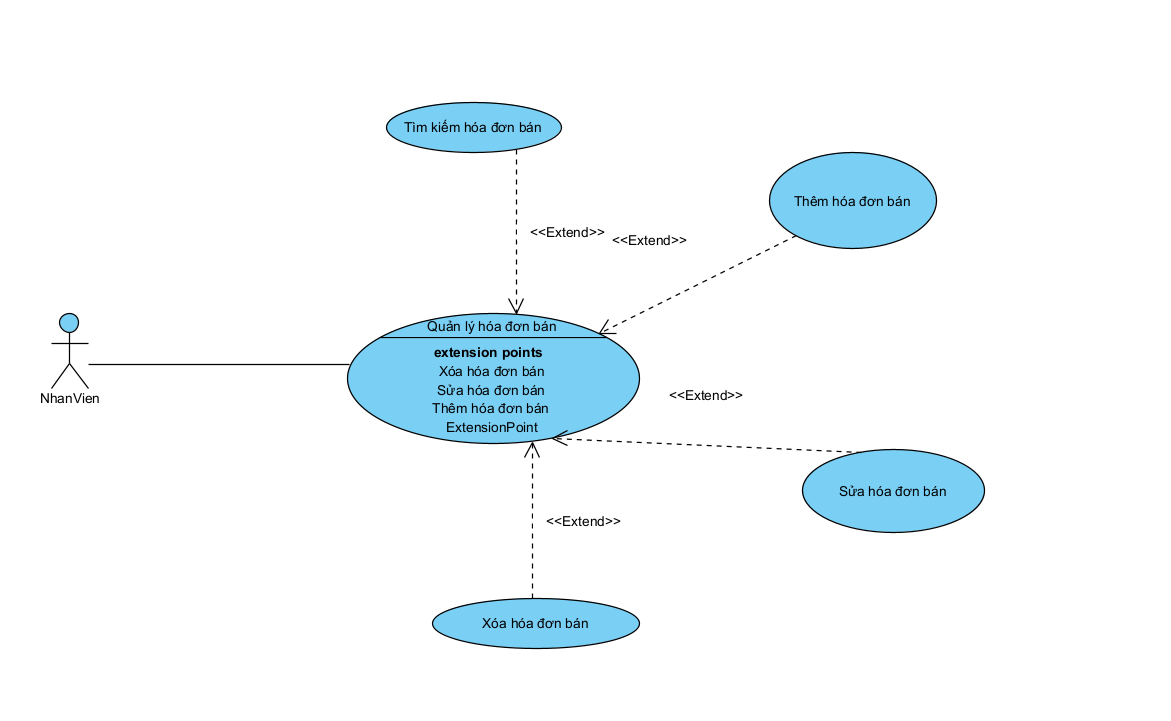 Tìm kiếm hóa đơn bán
Thêm hóa đơn bán
<<Extend>>
<<Extend>>
Quản lý hóa đơn bán
extension points
Xóa hóa đơn bán
Sửa hóa đơn bán
Thêm hóa đơn bán
ExtensionPoint
NhanVien
<<Extend>>
Sửa hóa đơn bán
<<Extend>>
Xóa hóa đơn bán